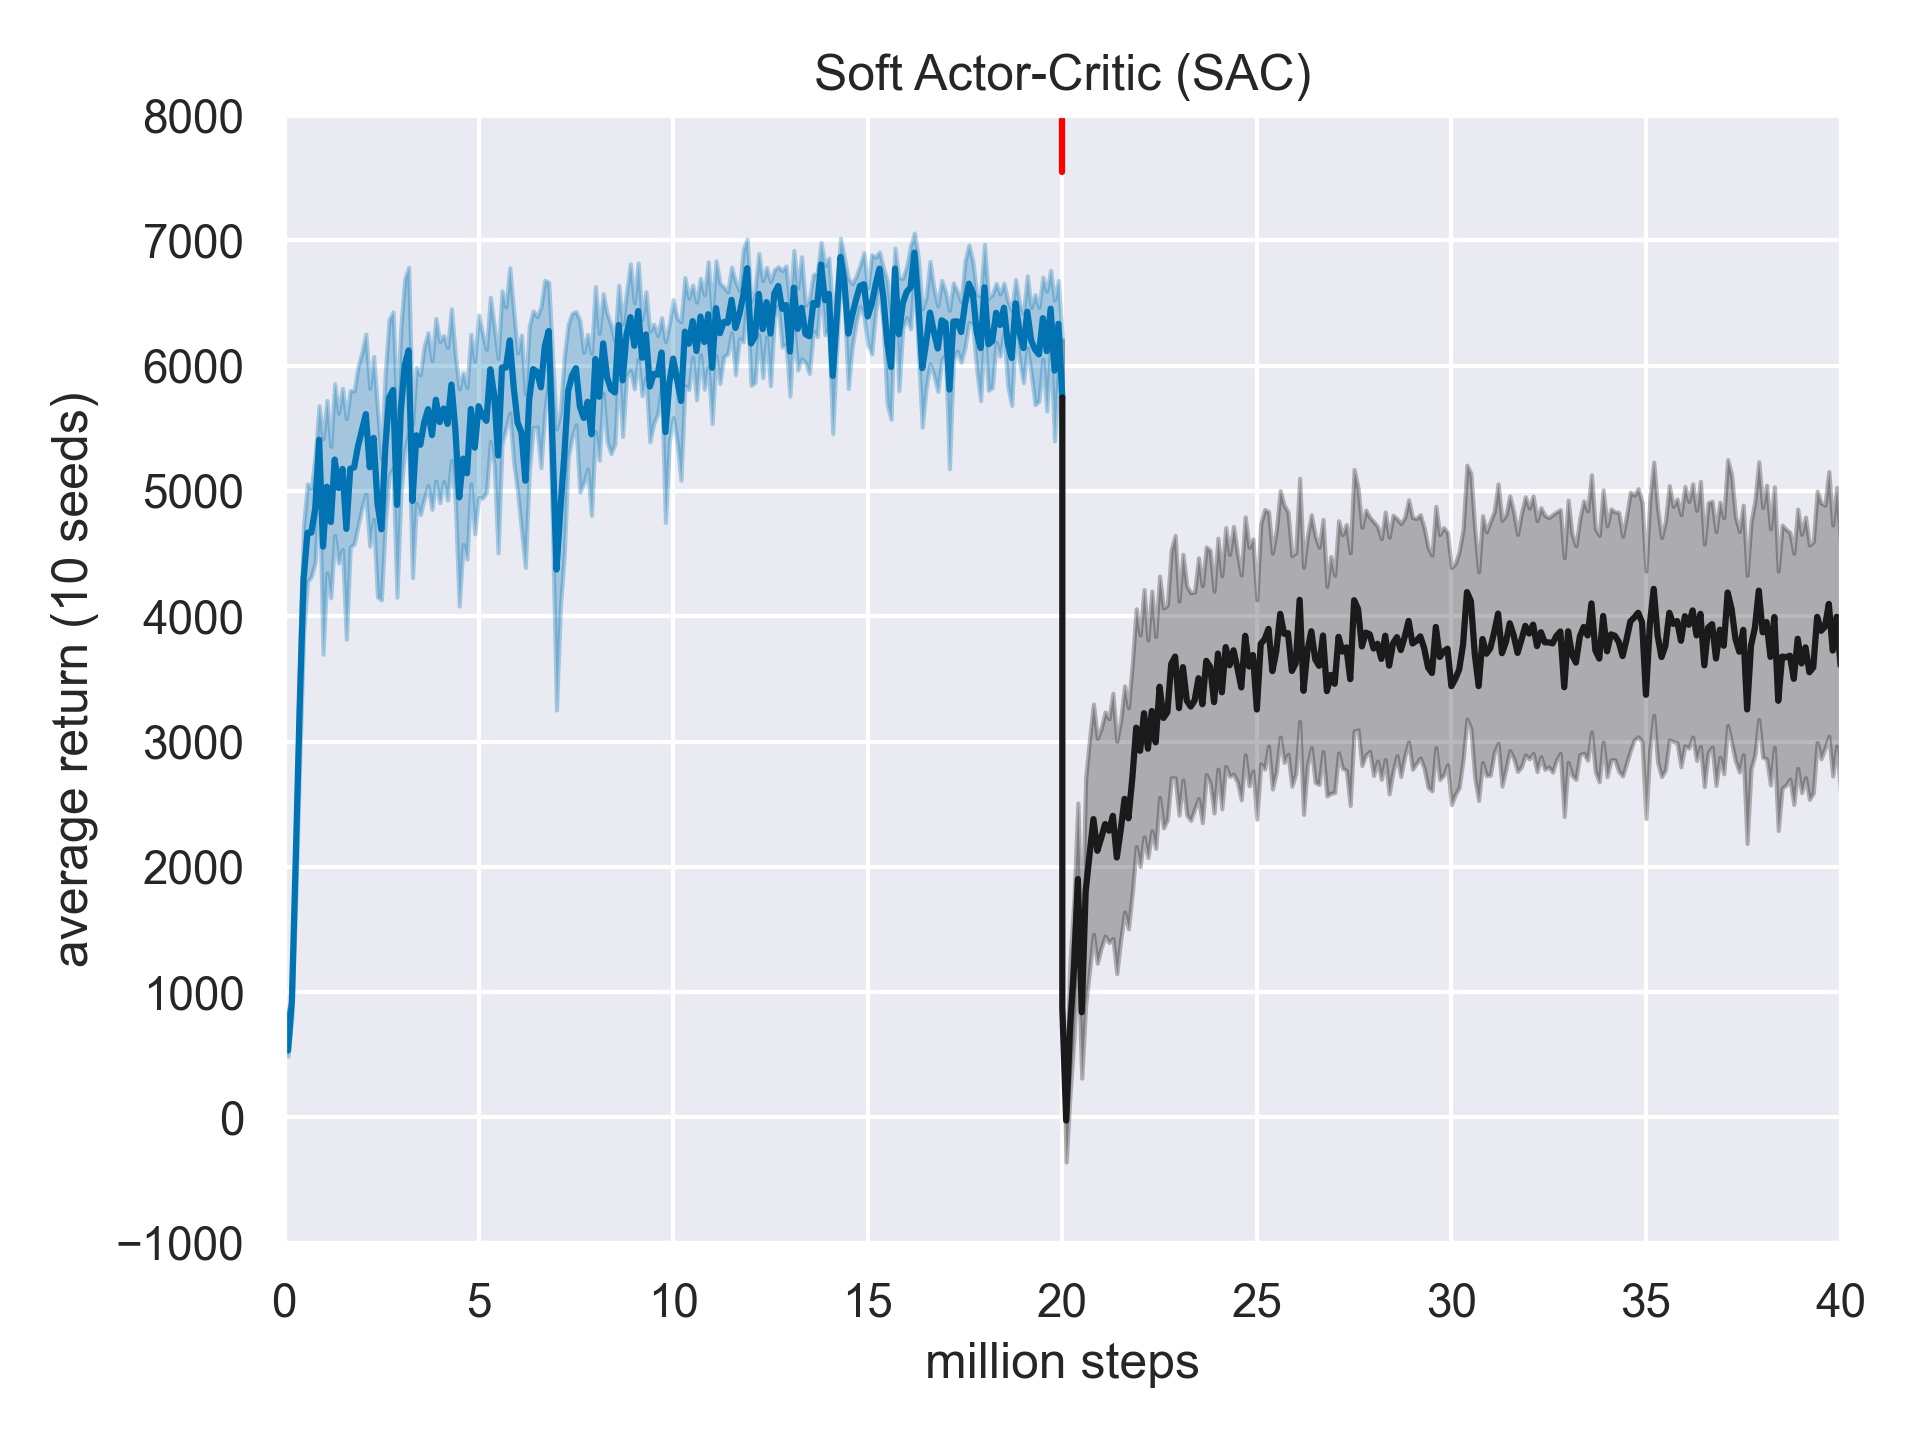 Soft Actor-Critic (SAC)
8000
7000
6000
5000
4000
3000
2000
1000
0
−1000
average return (10 seeds)
0 5 10 15 20 25 30 35 40
million steps